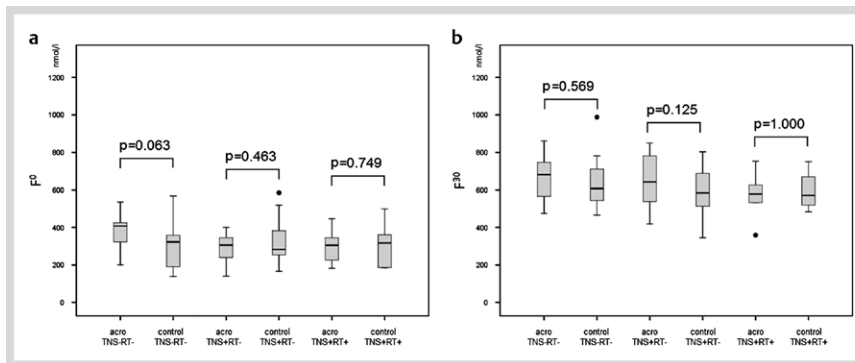 a
nmol/l
1200
1000
800
600
400
200
0
F⁰
p=0.063
p=0.463
p=0.749
acro
TNS-RT-
control
TNS-RT-
acro
TNS+RT-
control
TNS+RT-
acro
TNS+RT+
control
TNS+RT+
b
nmol/l
1200
1000
800
600
400
200
0
F³⁰
p=0.569
p=0.125
p=1.000
acro
TNS-RT-
control
TNS-RT-
acro
TNS+RT-
control
TNS+RT-
acro
TNS+RT+
control
TNS+RT+